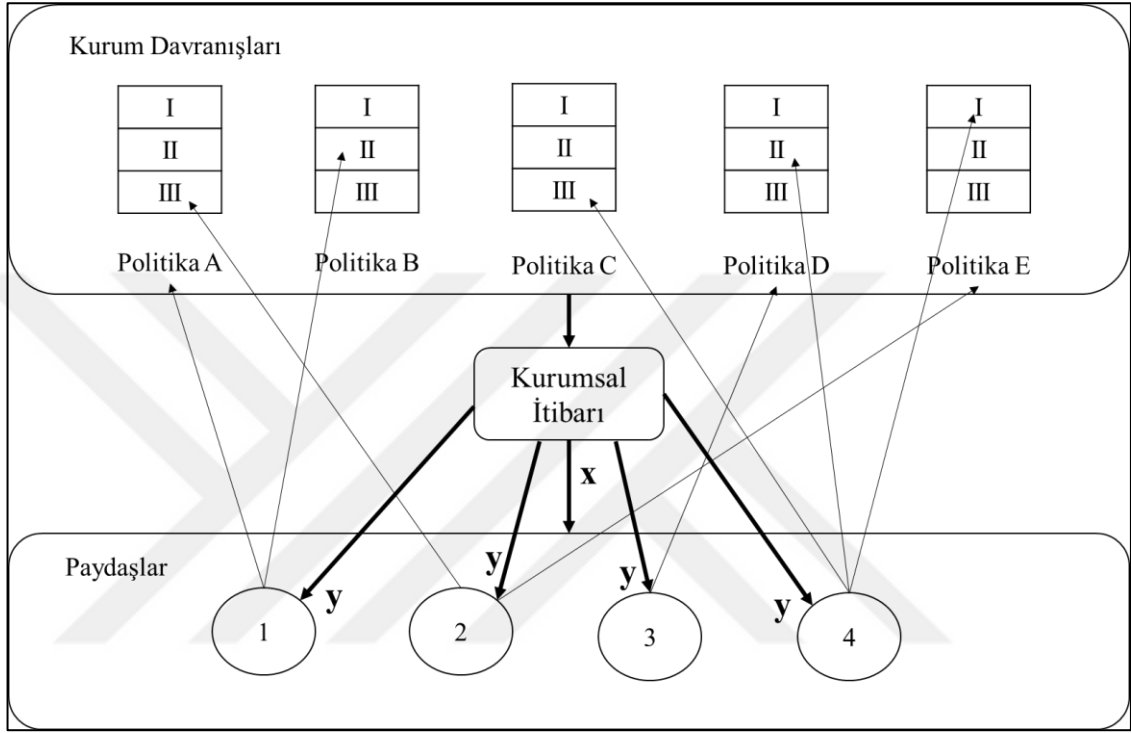 Kurum Davranışları
I I I I I
II II II II II
III III III III III
Politika A Politika B Politika C Politika D Politika E
Kurumsal
İtibarı
x
Paydaşlar
y y y y
1 2 3 4